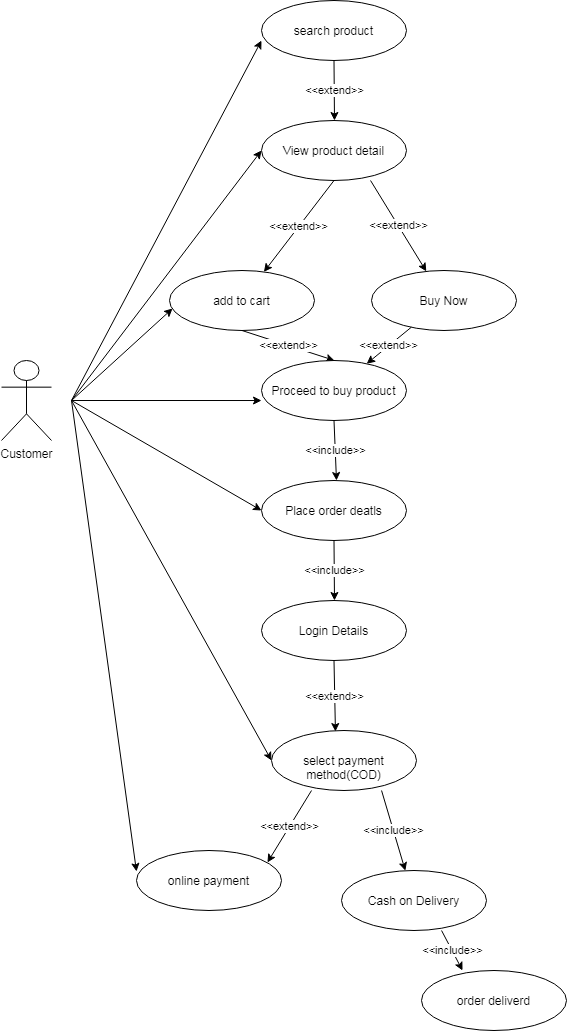 search product
<<extend>>
View product detail
<<extend>>
<<extend>>
add to cart
Buy Now
<<extend>>
<<extend>>
Proceed to buy product
Customer
<<include>>
Place order deatls
<<include>>
Login Details
<<extend>>
select payment
method(COD)
<<extend>>
<<include>>
online payment
Cash on Delivery
<<include>>
order deliverd